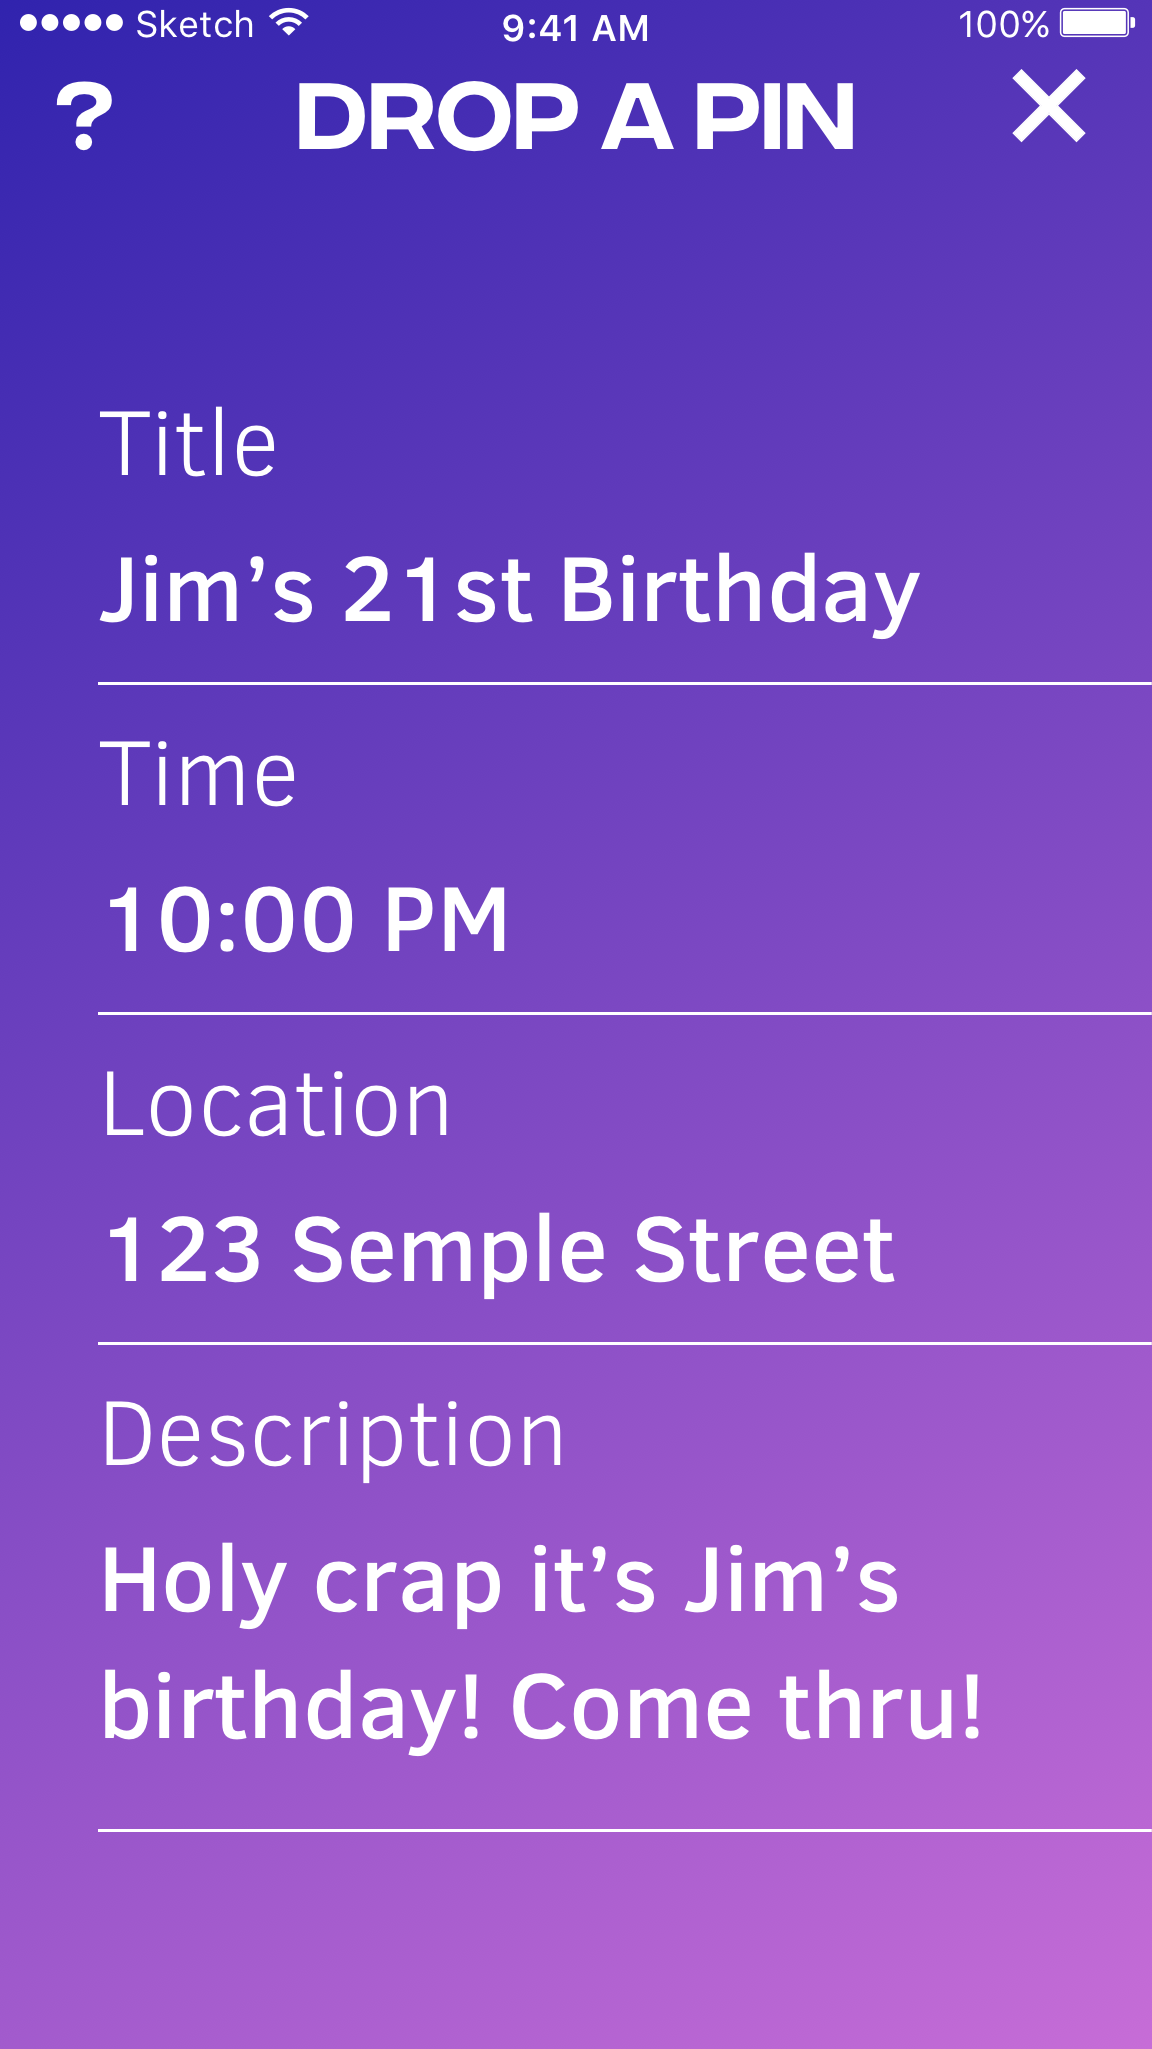 Sketch 9:41 AM 100%
? DROP A PIN
Title
Jim’s 21st Birthday
Time
10:00 PM
Location
123 Semple Street
Description
Holy crap it’s Jim’s
birthday! Come thru!